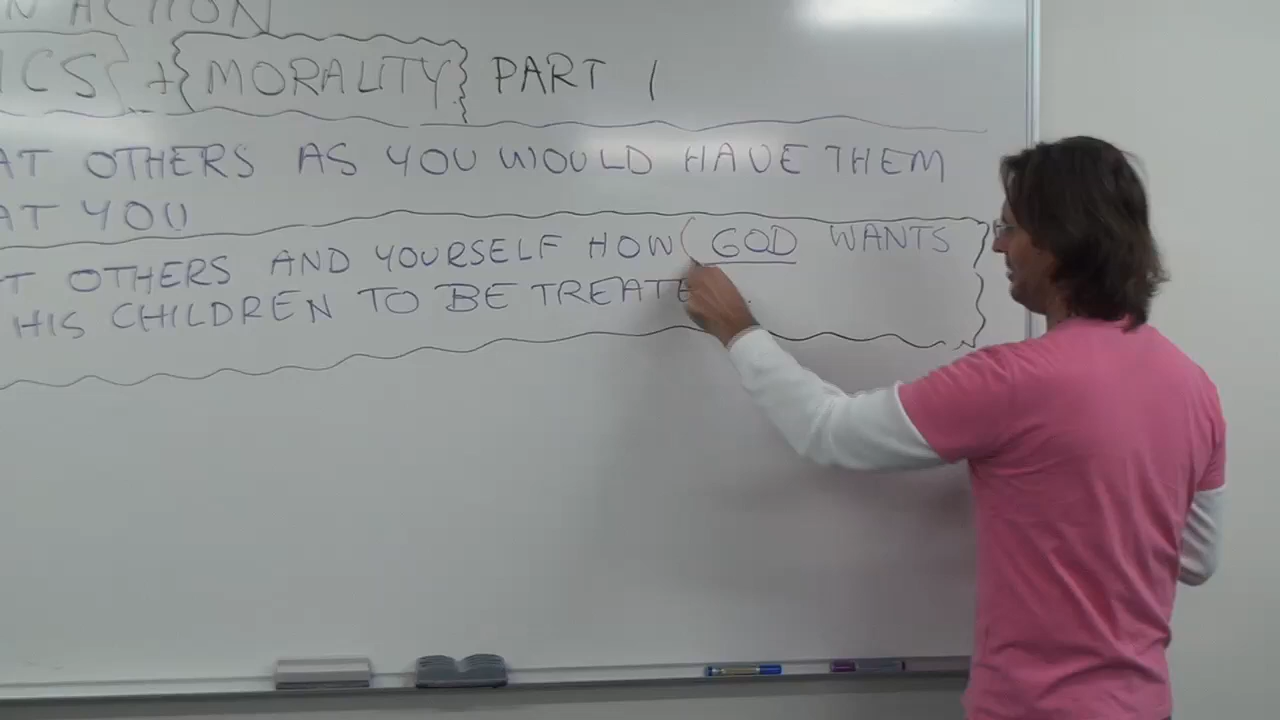 N ACTION
ICS + {MORALITY} PART 1
AT OTHERS AS YOU WOULD HAVE THEM
AT YOU
T OTHERS AND YOURSELF HOW (GOD WANTS
HIS CHILDREN TO BE TREATE